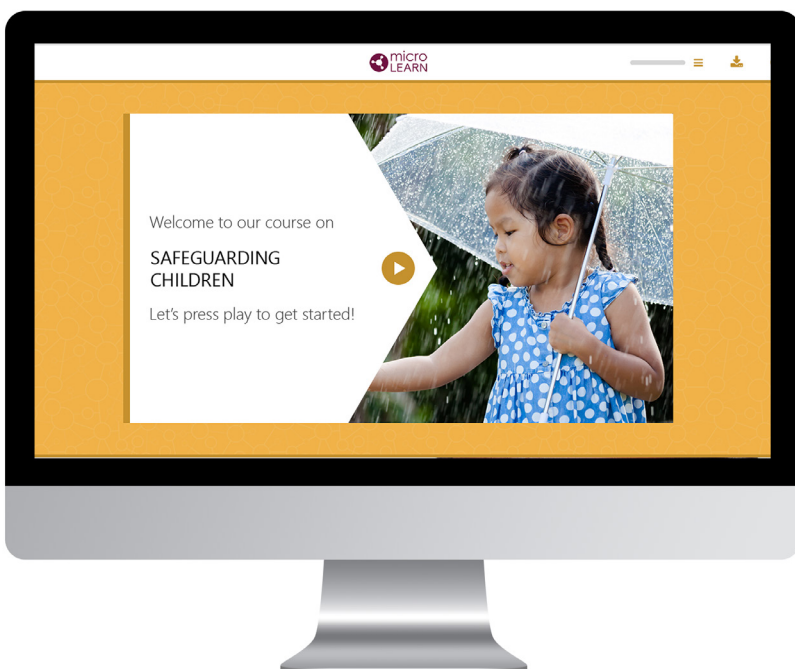 micro
LEARN
Welcome to our course on
SAFEGUARDING
CHILDREN
Let's press play to get started!